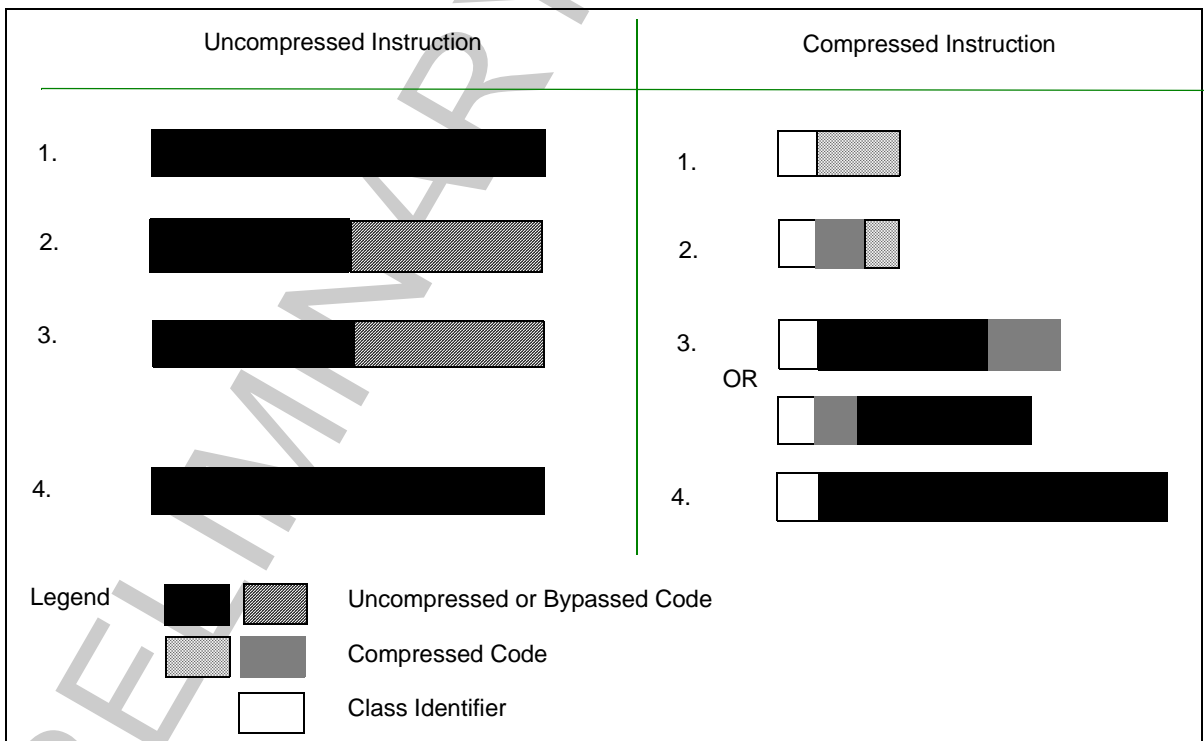 Uncompressed Instruction
Compressed Instruction
1.
1.
2.
2.
3.
3.
OR
4.
4.
Legend
Uncompressed or Bypassed Code
Compressed Code
Class Identifier
RELIMINARY